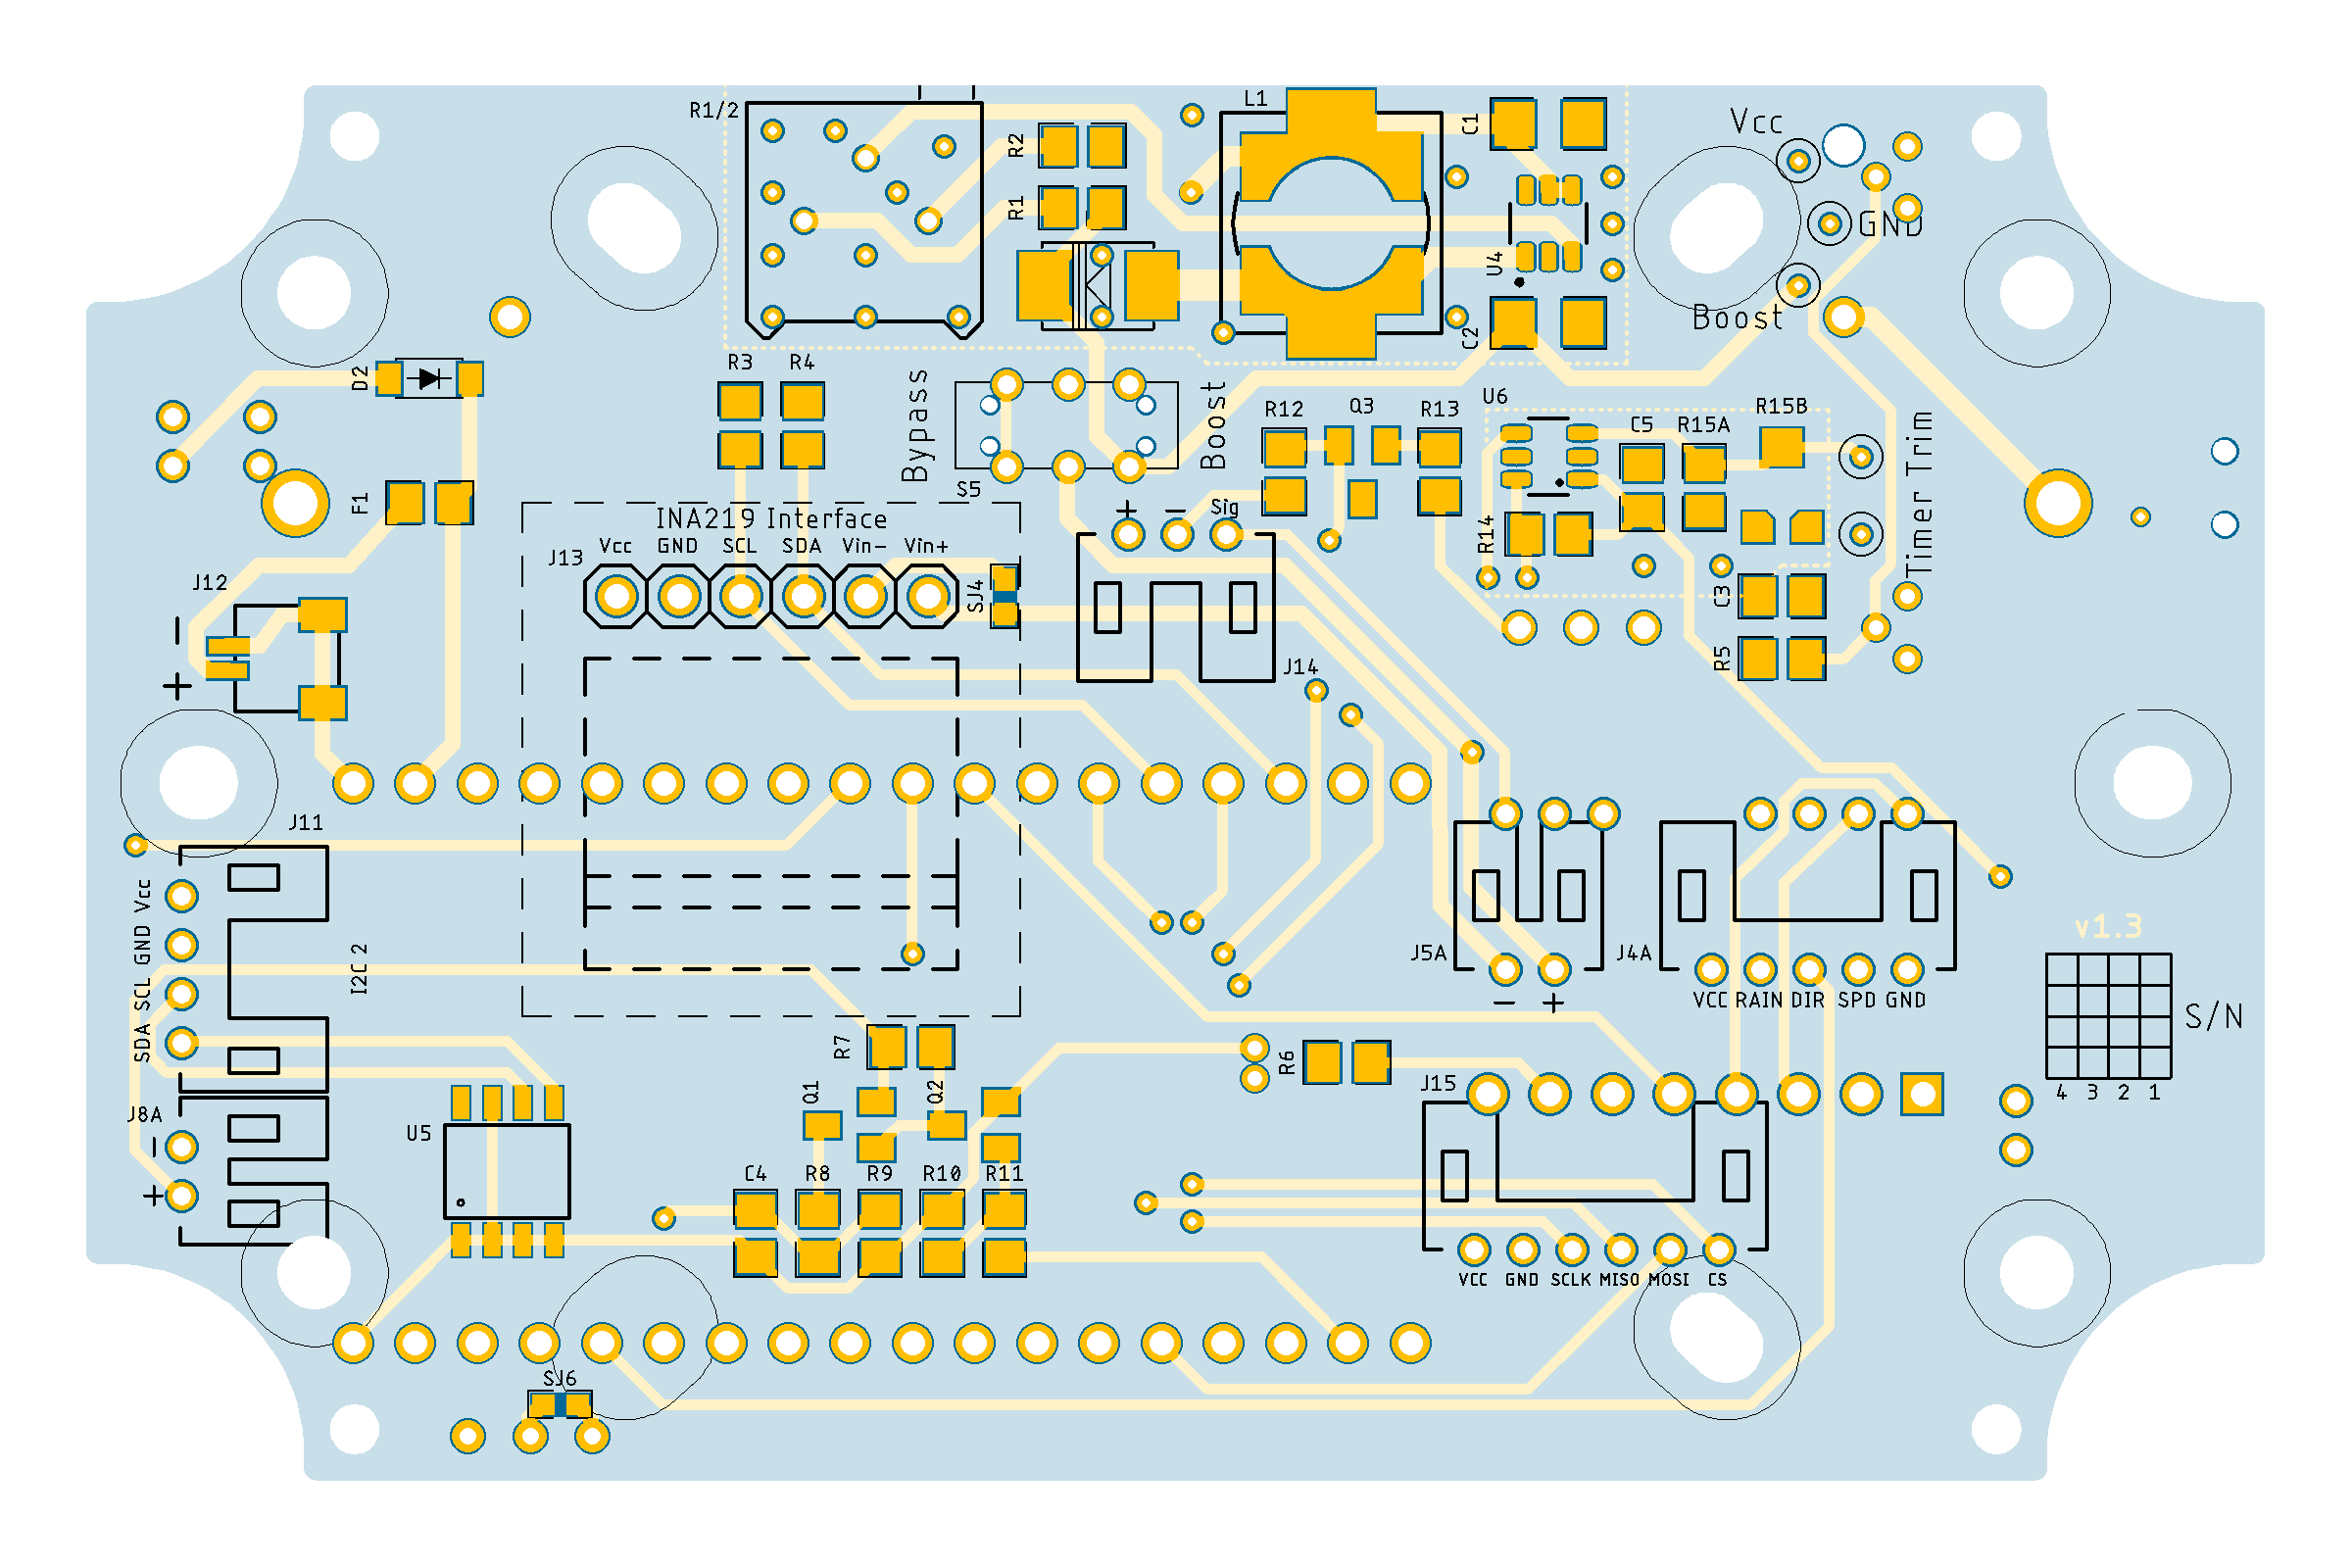 R1/2
L1
C1
Vcc
R2
R1
GND
U4
Boost
C2
D2
R3
R4
Bypass
Boost
S5
R12
Q3
R13
U6
C5
R15A
R15B
Timer Trim
F1
INA219 Interface
Vcc GND SCL SDA Vin- Vin+
J13
SJ4
+ − Sig
R14
C3
R5
J12
−
+
J14
J11
Vcc
GND
SCL
SDA
I2C 2
J5A
− +
J4A
VCC RAIN DIR SPD GND
v1.3
S/N
4 3 2 1
R7
R6
Q1
Q2
J15
J8A
−
+
U5
C4 R8 R9 R10 R11
VCC GND SCLK MISO MOSI CS
SJ6